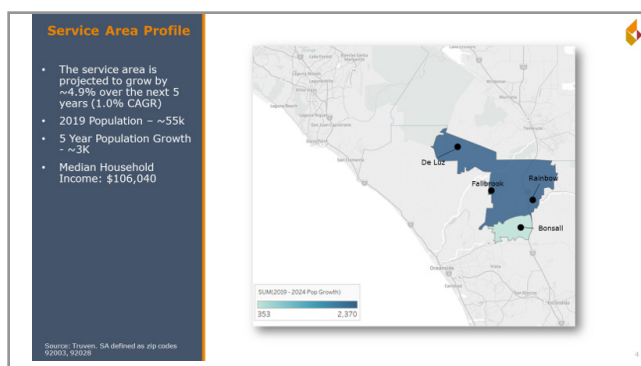 Service Area Profile
• The service area is
projected to grow by
~4.9% over the next 5
years (1.0% CAGR)
• 2019 Population – ~55k
• 5 Year Population Growth
- ~3K
• Median Household
Income: $106,040
De Luz
Fallbrook
Rainbow
Bonsall
Oceanside
Vista
SUM(2019 - 2024 Pop Growth)
353 2,370
Source: Truven. SA defined as zip codes
92003, 92028
4